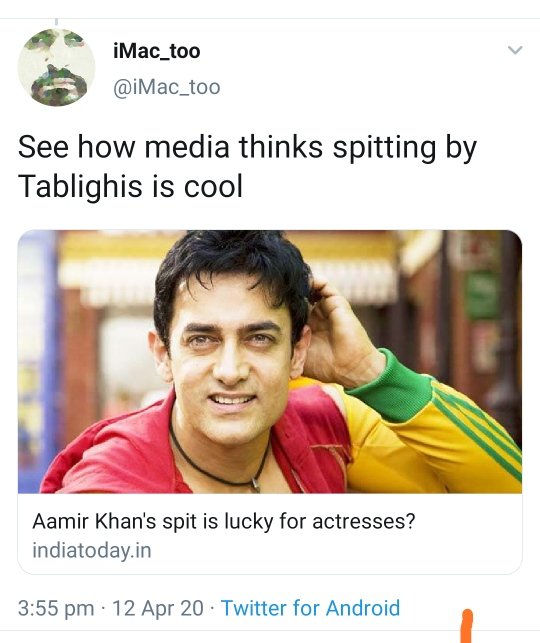 iMac_too
@iMac_too
See how media thinks spitting by
Tablighis is cool
Aamir Khan's spit is lucky for actresses?
indiatoday.in
3:55 pm · 12 Apr 20 · Twitter for Android